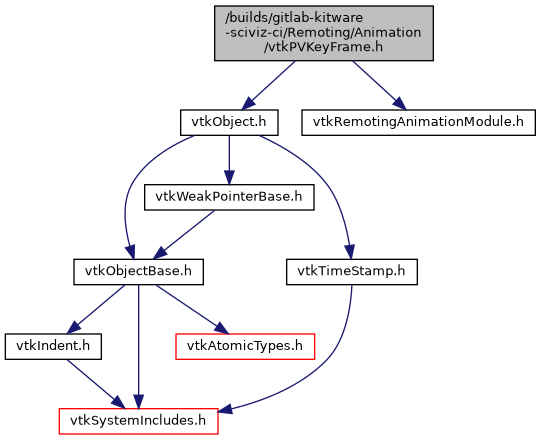 /builds/gitlab-kitware
-sciviz-ci/Remoting/Animation
/vtkPVKeyFrame.h
vtkObject.h
vtkRemotingAnimationModule.h
vtkWeakPointerBase.h
vtkObjectBase.h
vtkTimeStamp.h
vtkIndent.h
vtkAtomicTypes.h
vtkSystemIncludes.h